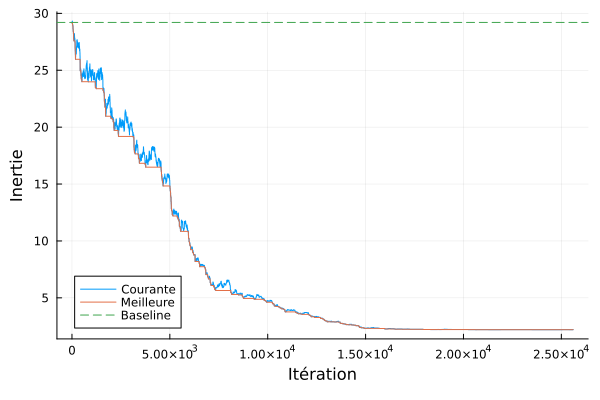 30
25
20
15
10
5
Inertie
Courante
Meilleure
Baseline
0 5.00×10³ 1.00×10⁴ 1.50×10⁴ 2.00×10⁴ 2.50×10⁴
Itération